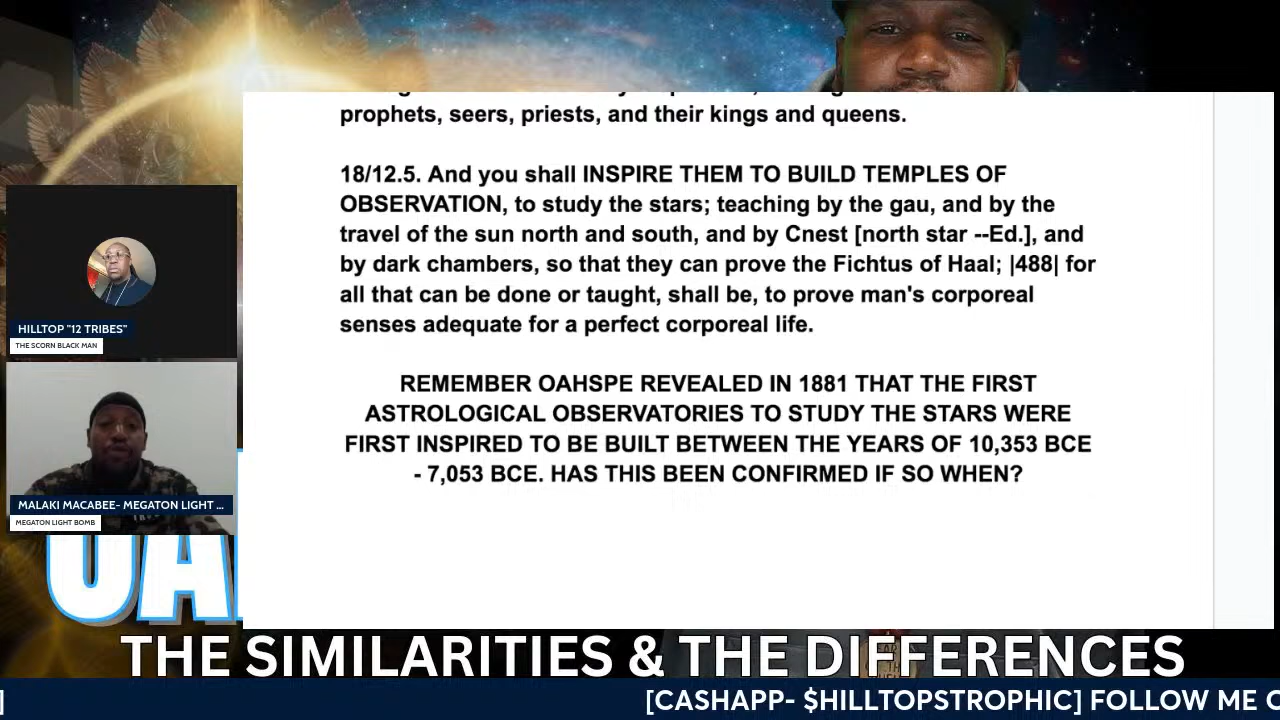 prophets, seers, priests, and their kings and queens.
18/12.5. And you shall INSPIRE THEM TO BUILD TEMPLES OF
OBSERVATION, to study the stars; teaching by the gau, and by the
travel of the sun north and south, and by Cnest [north star --Ed.], and
by dark chambers, so that they can prove the Fichtus of Haal; |488| for
all that can be done or taught, shall be, to prove man's corporeal
senses adequate for a perfect corporeal life.
REMEMBER OAHSPE REVEALED IN 1881 THAT THE FIRST
ASTROLOGICAL OBSERVATORIES TO STUDY THE STARS WERE
FIRST INSPIRED TO BE BUILT BETWEEN THE YEARS OF 10,353 BCE
- 7,053 BCE. HAS THIS BEEN CONFIRMED IF SO WHEN?
HILLTOP "12 TRIBES"
THE SCORN BLACK MAN
MALAKI MACABEE- MEGATON LIGHT ...
MEGATON LIGHT BOMB
OA
THE SIMILARITIES & THE DIFFERENCES
] [CASHAPP- $HILLTOPSTROPHIC] FOLLOW ME